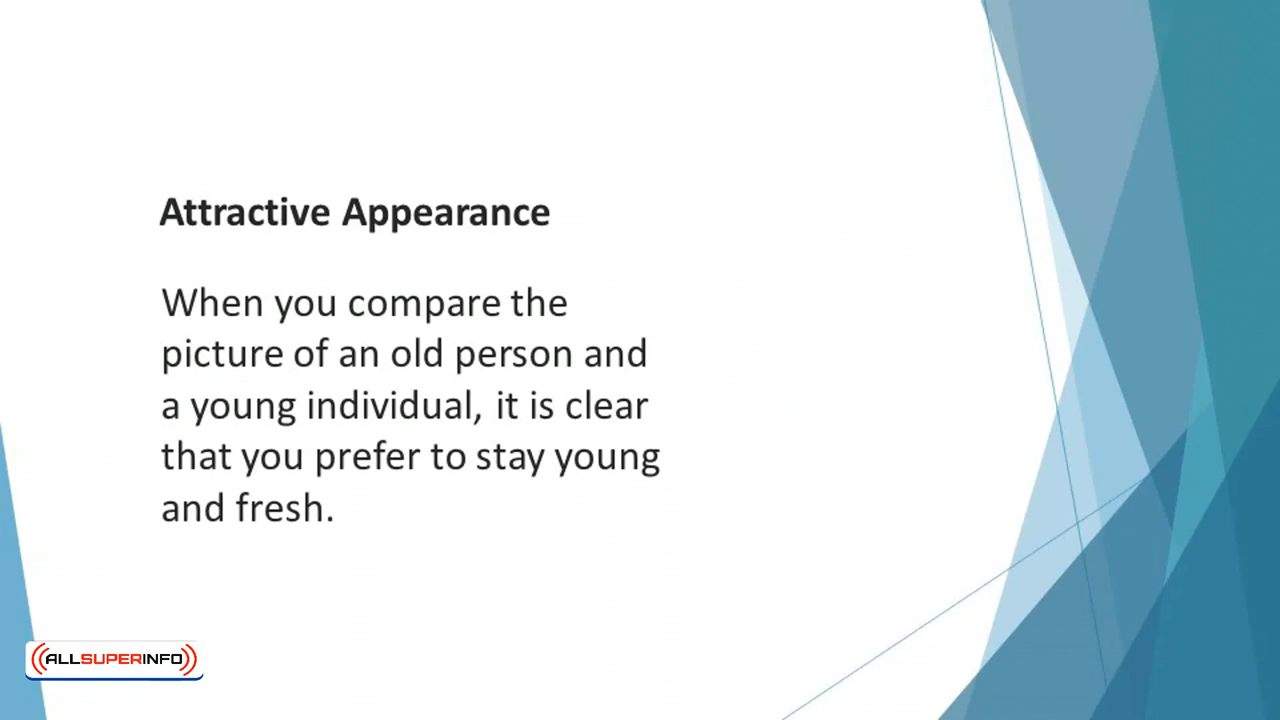 Attractive Appearance
When you compare the
picture of an old person and
a young individual, it is clear
that you prefer to stay young
and fresh.
ALLSUPERINFO